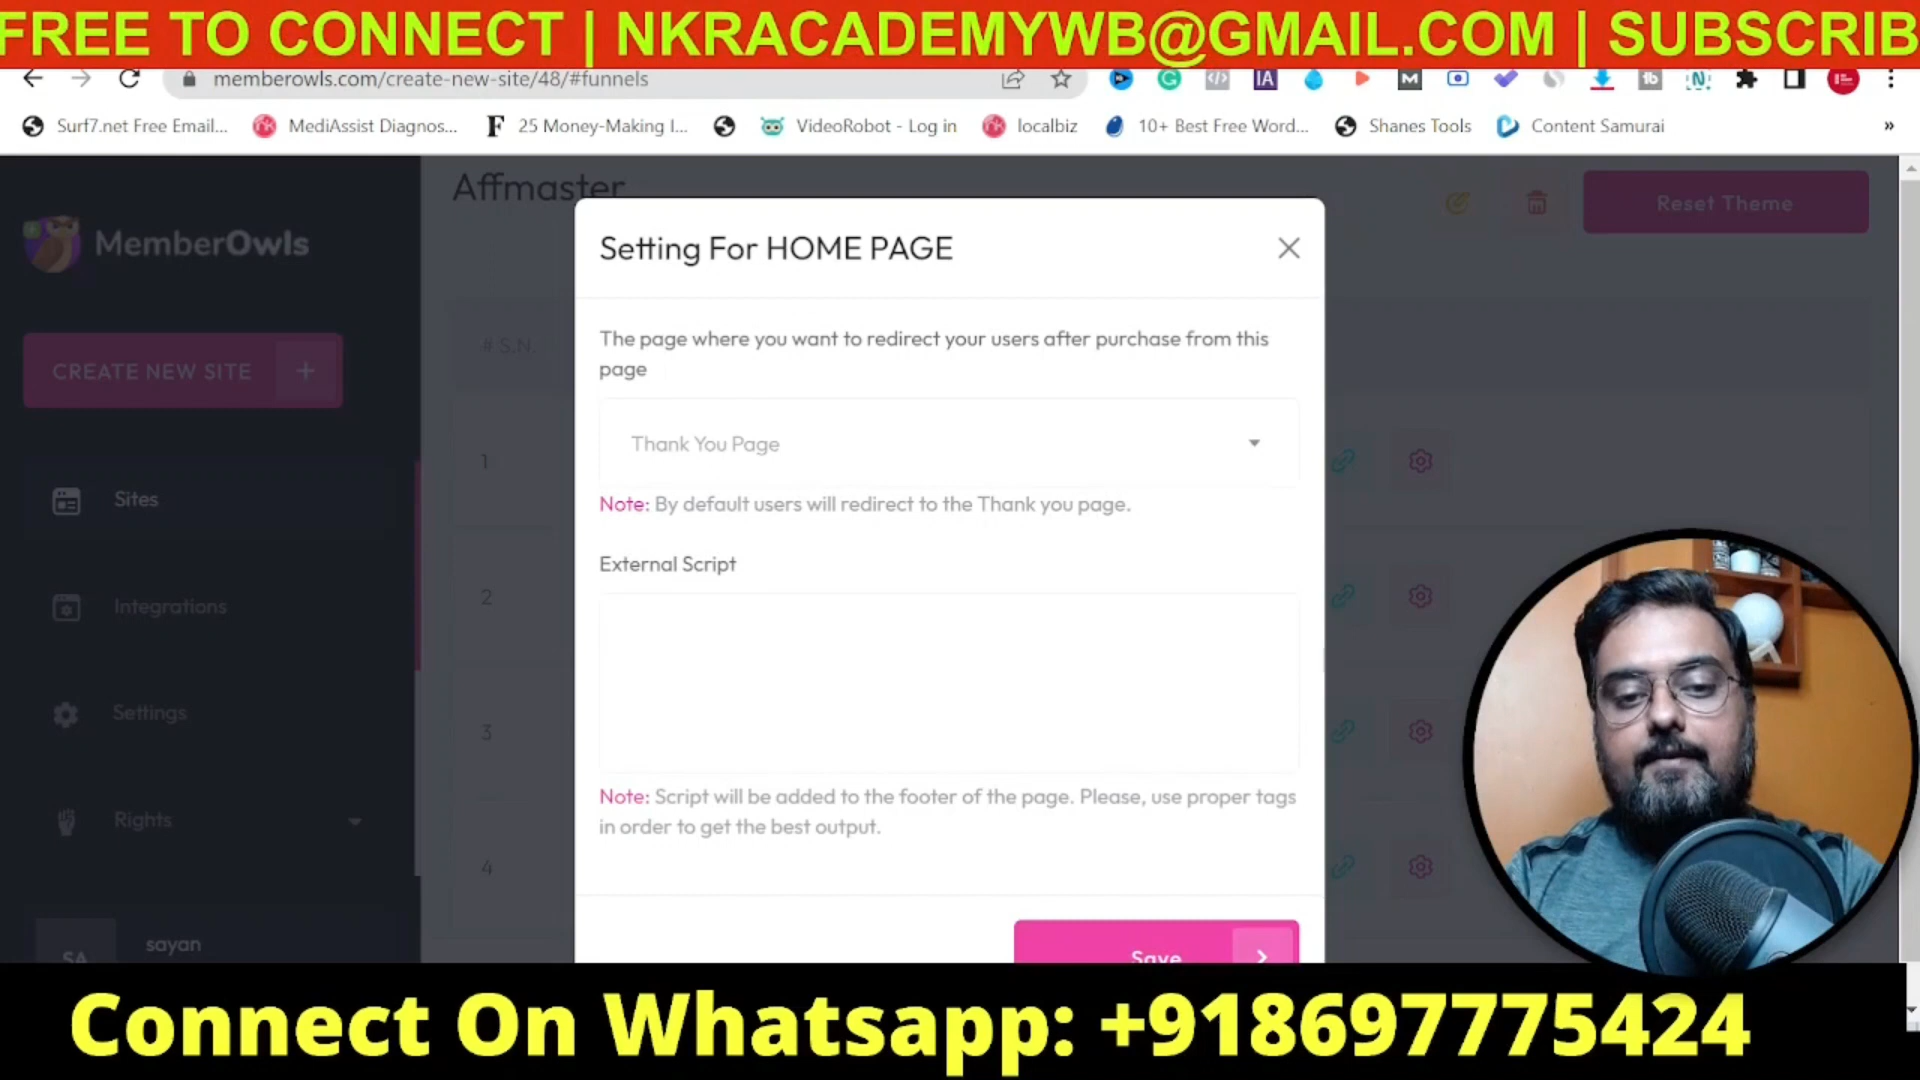 FREE TO CONNECT | NKRACADEMYWB@GMAIL.COM | SUBSCRIB
memberowls.com/create-new-site/48/#funnels
Surf7.net Free Email... MediAssist Diagnos... 25 Money-Making I... VideoRobot - Log in localbiz 10+ Best Free Word... Shanes Tools Content Samurai »
Affmaster
Reset Theme
MemberOwls
CREATE NEW SITE +
Sites
Integrations
Settings
Rights
SA
sayan
# S.N
1
2
3
4
Setting For HOME PAGE
The page where you want to redirect your users after purchase from this
page
Thank You Page
Note: By default users will redirect to the Thank you page.
External Script
Note: Script will be added to the footer of the page. Please, use proper tags
in order to get the best output.
Save
Connect On Whatsapp: +918697775424